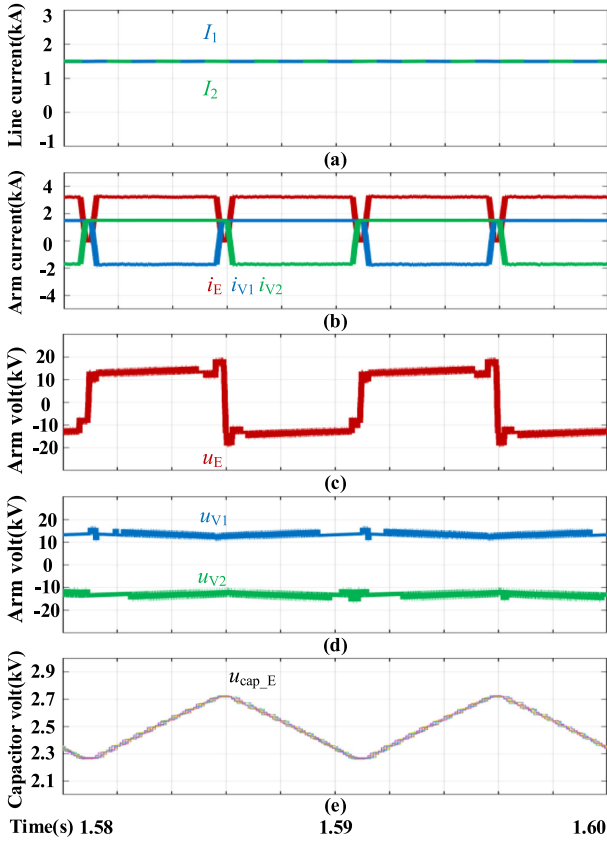 Line current(kA)
3
2
1
0
-1
I1
I2
(a)
Arm current(kA)
4
2
0
-2
-4
iE iV1 iV2
(b)
Arm volt(kV)
20
10
0
-10
-20
uE
(c)
Arm volt(kV)
20
10
0
-10
-20
uV1
uV2
(d)
Capacitor volt(kV)
2.9
2.7
2.5
2.3
2.1
ucap_E
(e)
Time(s) 1.58 1.59 1.60